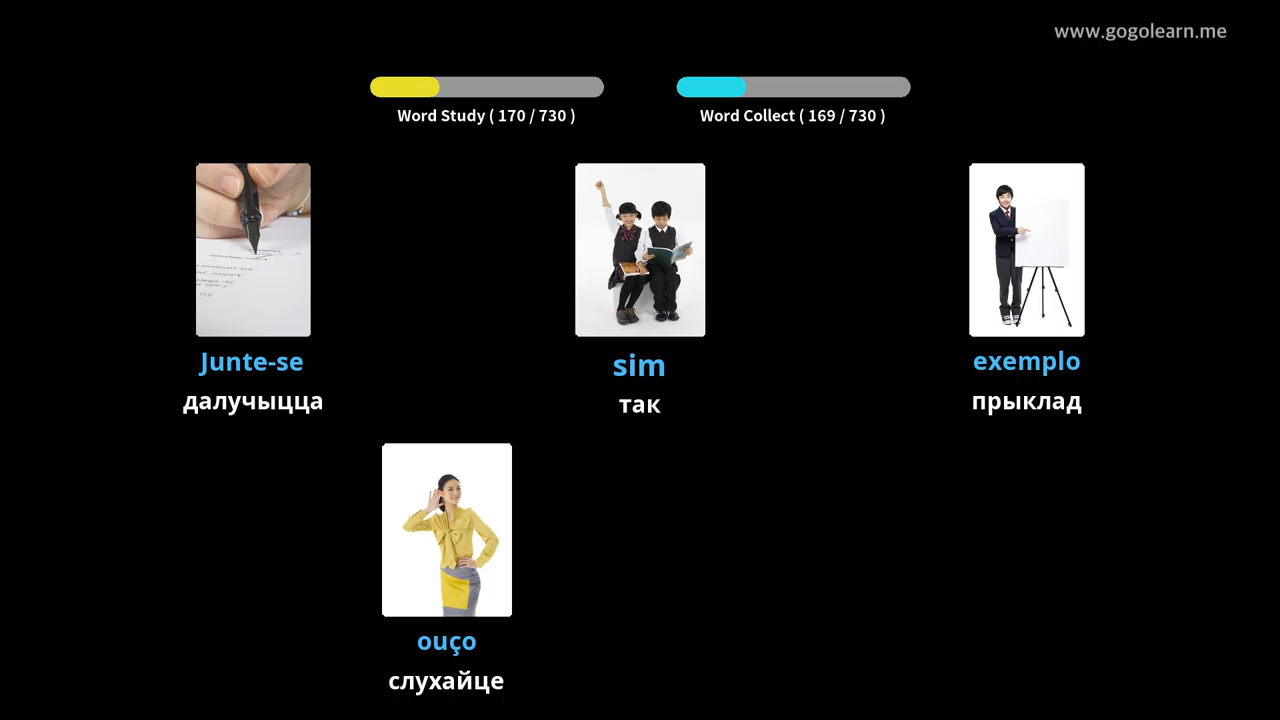 www.gogolearn.me
Word Study ( 170 / 730 )
Word Collect ( 169 / 730 )
Junte-se
далучыцца
sim
так
exemplo
прыклад
ouço
слухайце